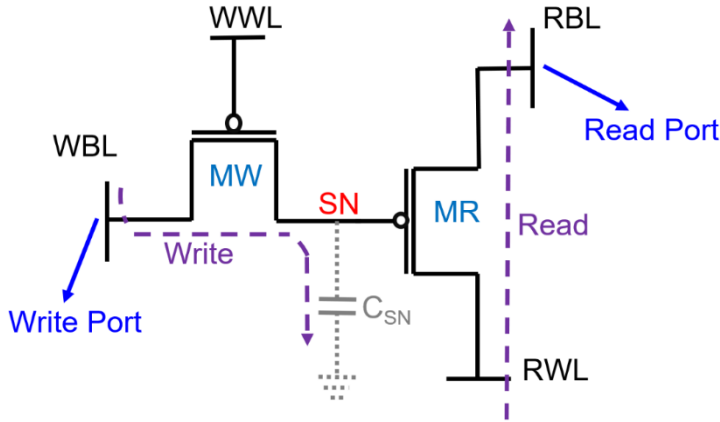 WWL
RBL
Read Port
WBL
MW
SN
MR
Read
Write
Write Port
CSN
RWL